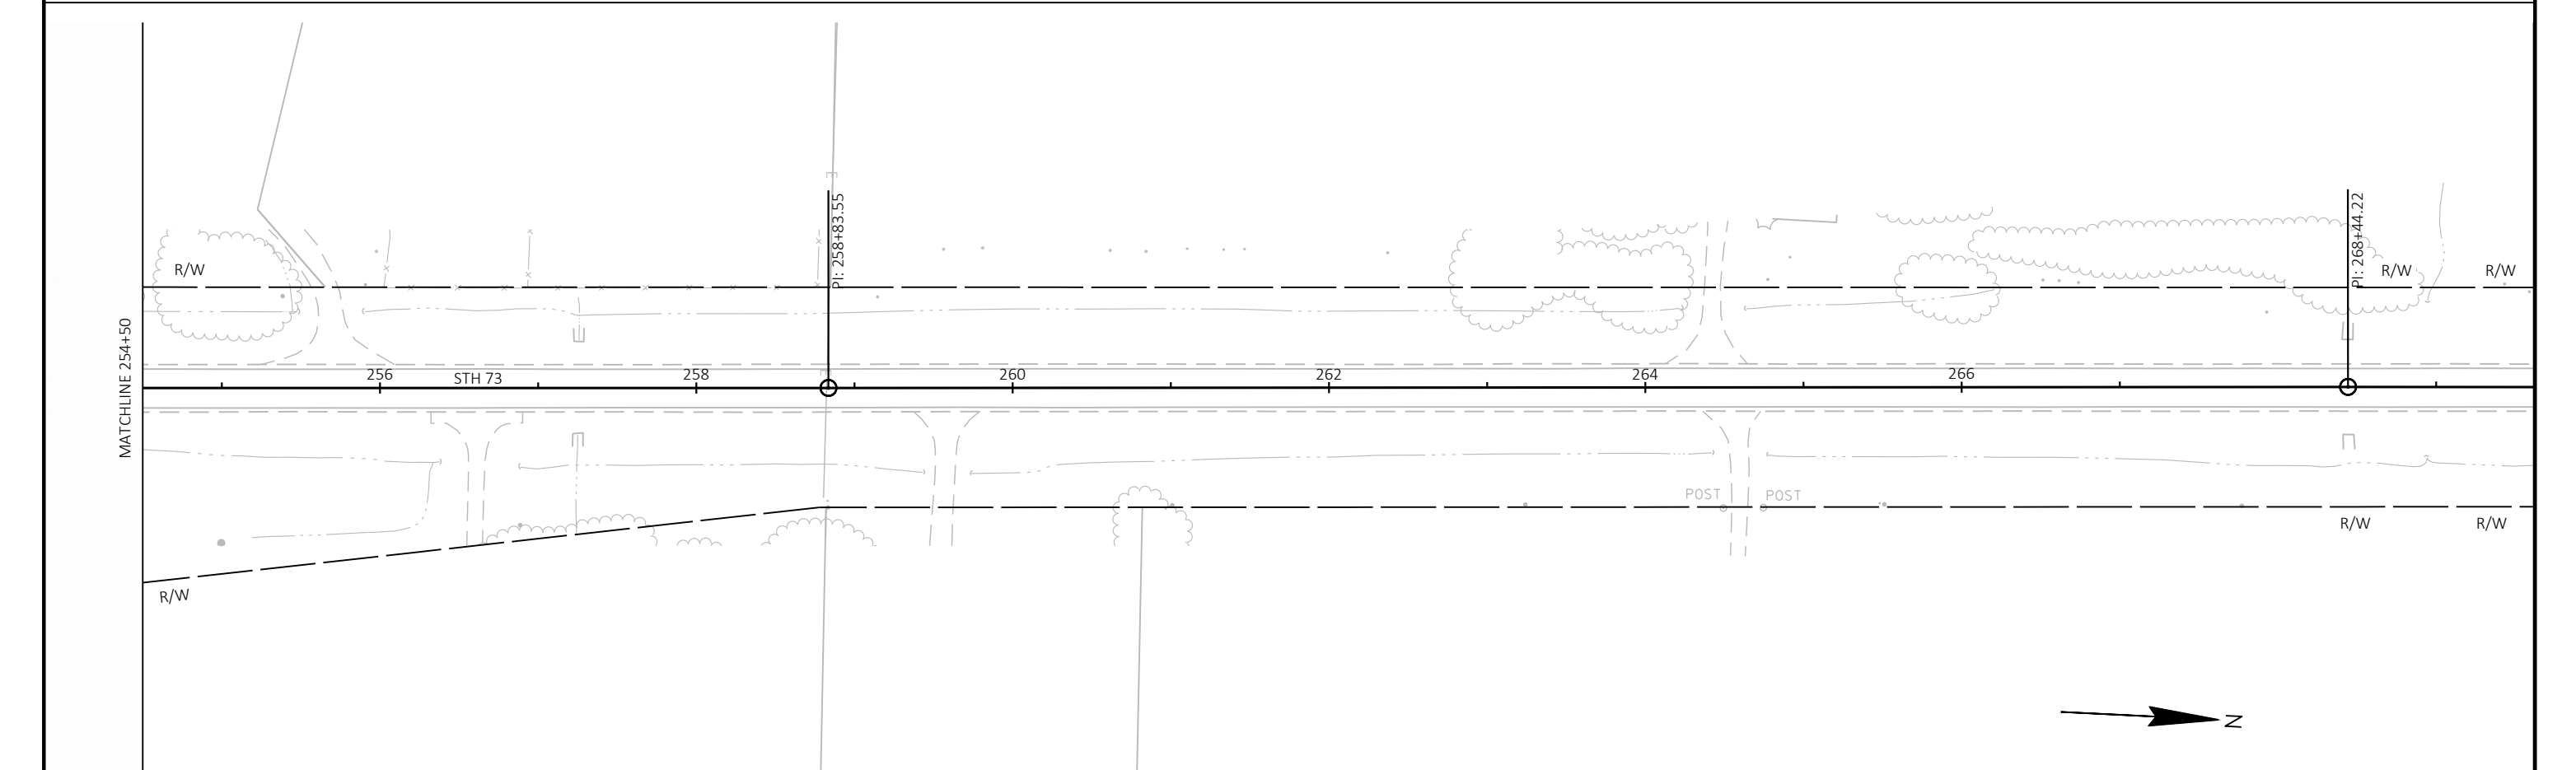 PI: 258+83.55
PI: 268+44.22
R/W
R/W
R/W
MATCHLINE 254+50
256
STH 73
258
260
262
264
266
POST
POST
R/W
R/W
R/W
N